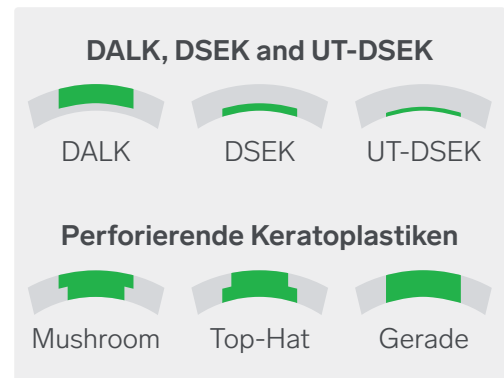 DALK, DSEK and UT-DSEK
DALK DSEK UT-DSEK
Perforierende Keratoplastiken
Mushroom Top-Hat Gerade